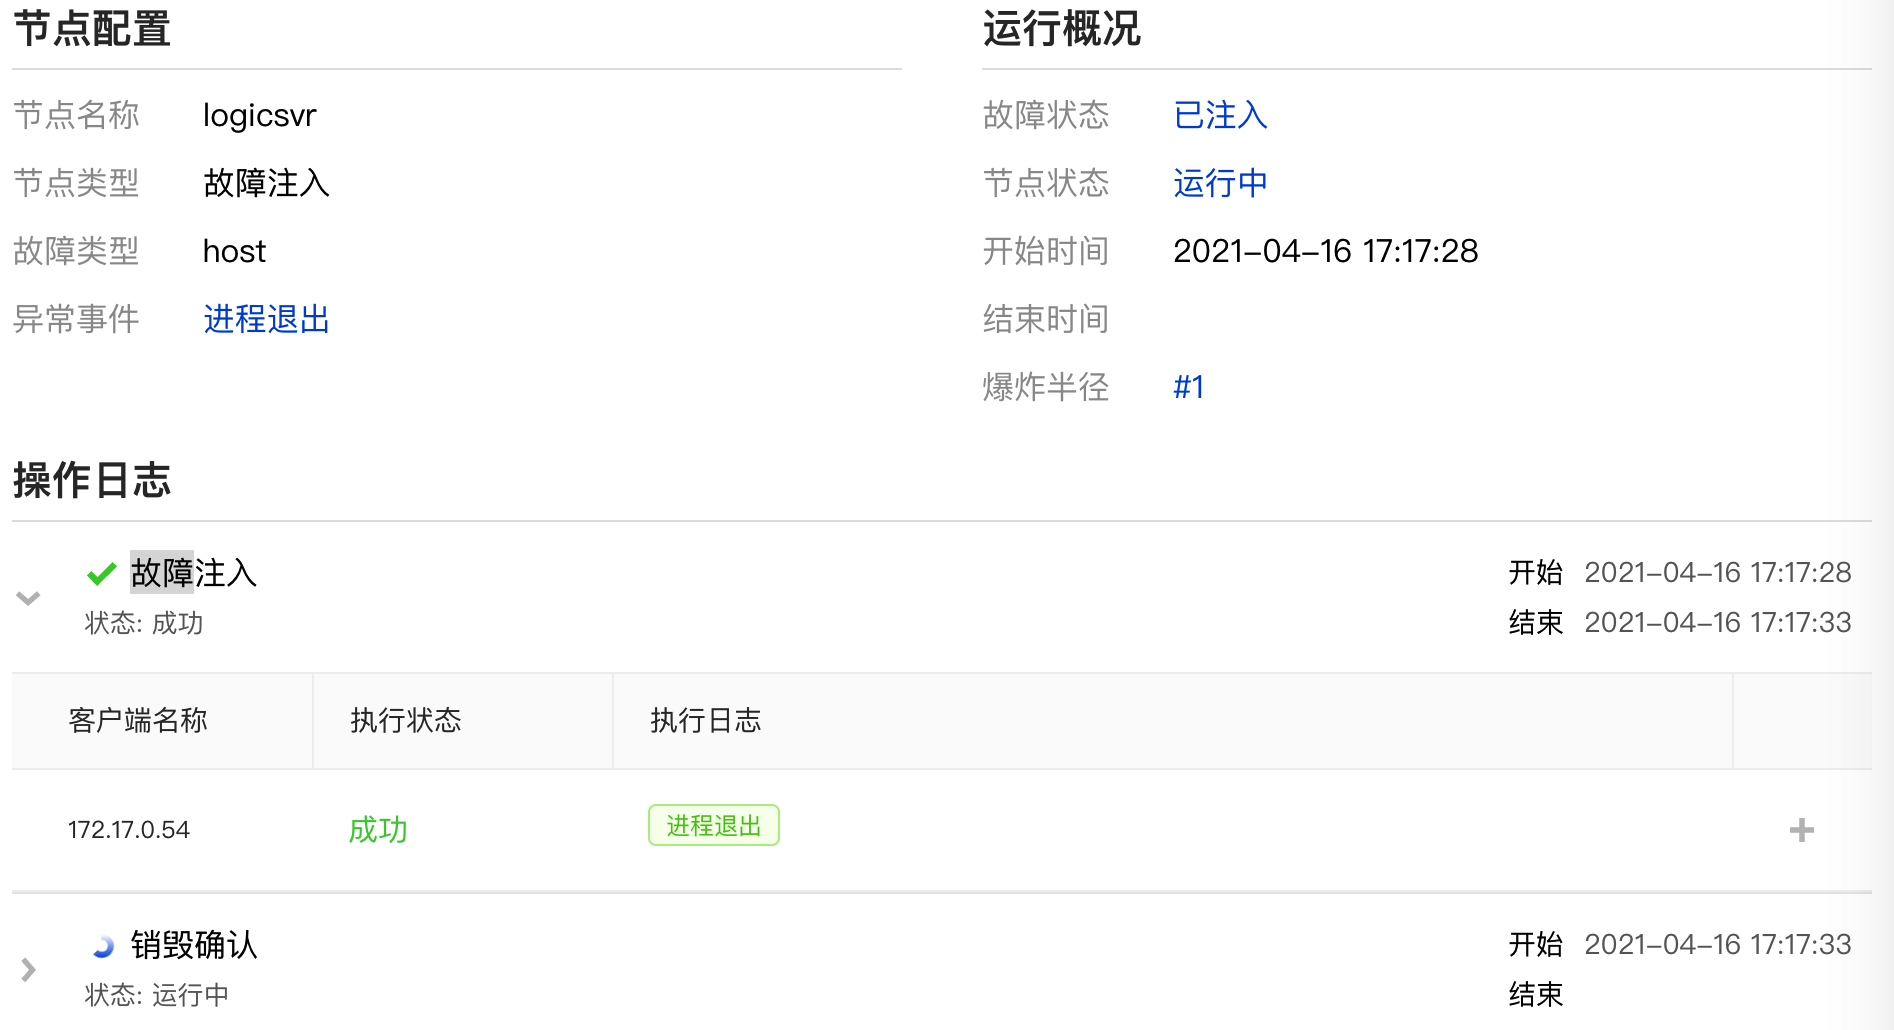 节点配置
节点名称 logicsvr
节点类型 故障注入
故障类型 host
异常事件 进程退出
运行概况
故障状态 已注入
节点状态 运行中
开始时间 2021-04-16 17:17:28
结束时间
爆炸半径 #1
操作日志
故障注入
状态: 成功
开始 2021-04-16 17:17:28
结束 2021-04-16 17:17:33
客户端名称 执行状态 执行日志
172.17.0.54 成功 进程退出
销毁确认
状态: 运行中
开始 2021-04-16 17:17:33
结束